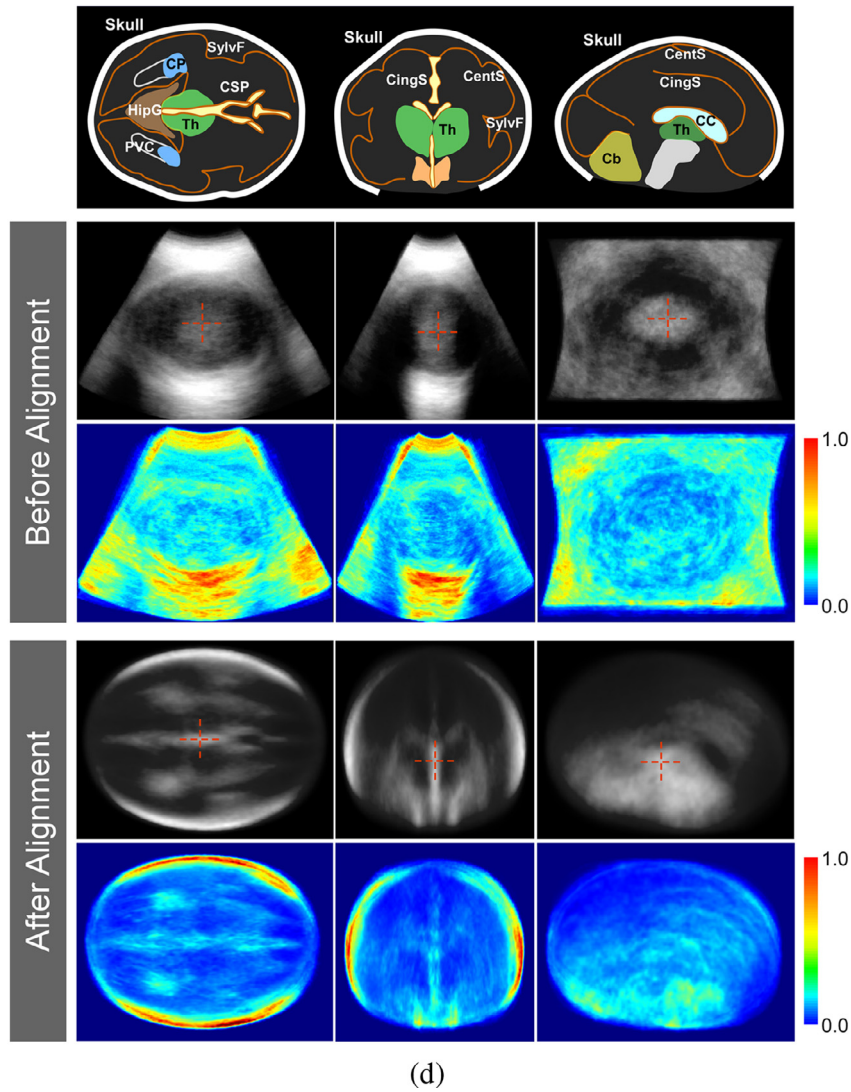 Skull
SylvF
CP
CSP
HipG
Th
PVC
Skull
CingS
CentS
Th
SylvF
Skull
CentS
CingS
CC
Th
Cb
Before Alignment
1.0
0.0
After Alignment
1.0
0.0
(d)